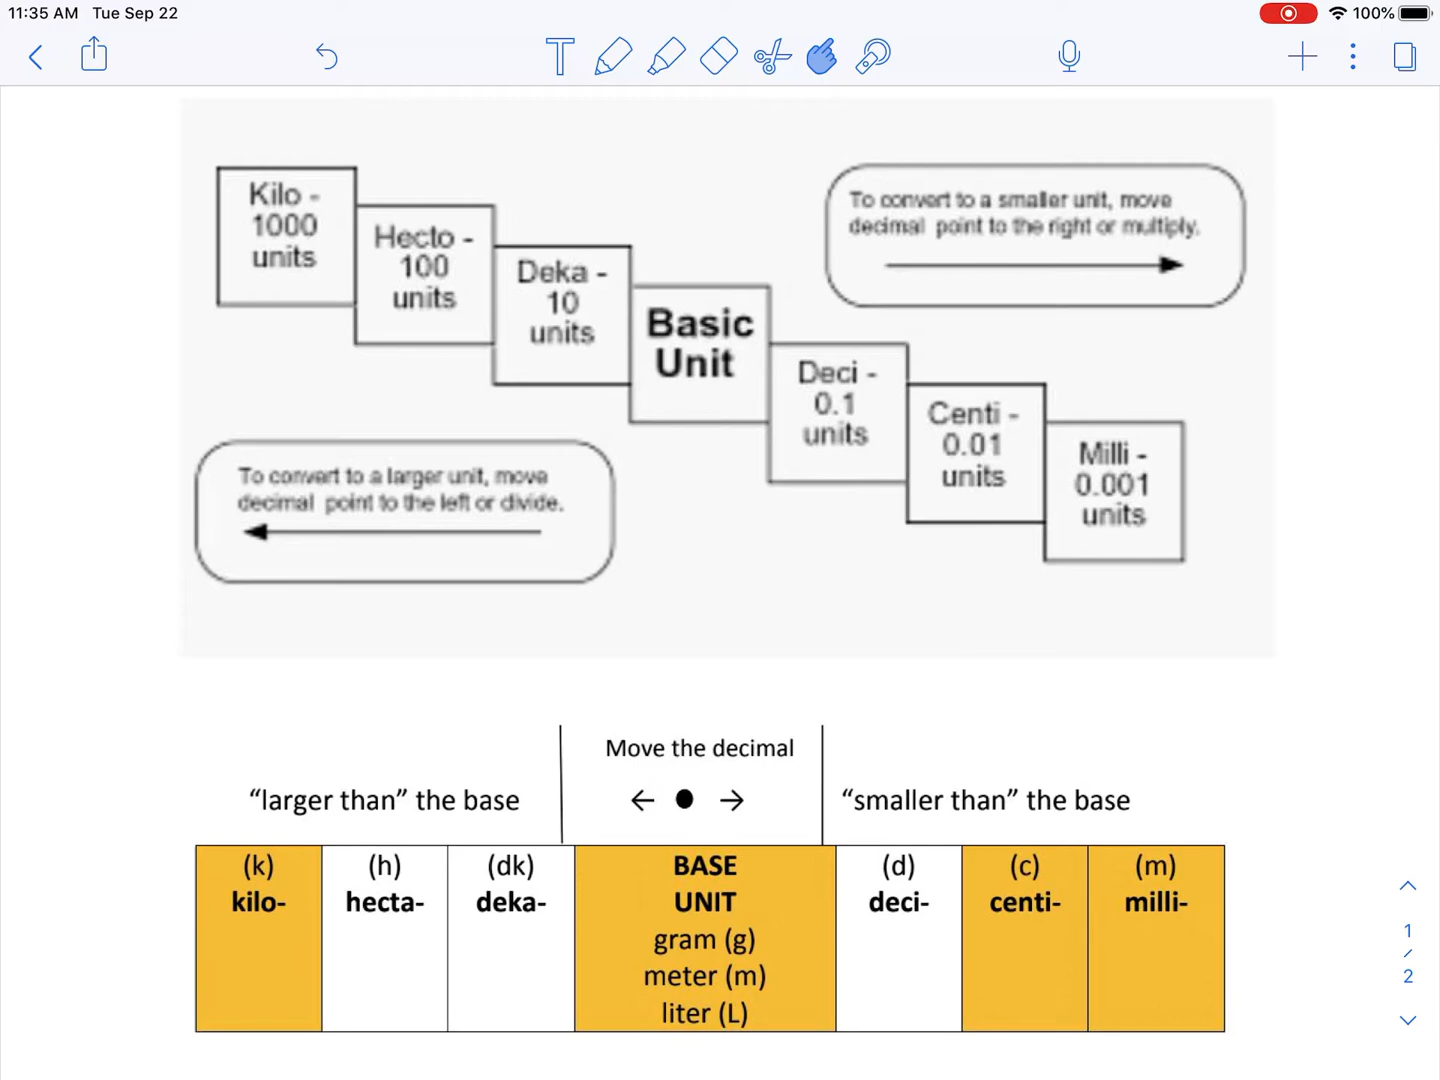 11:35 AM Tue Sep 22
100%
T
Kilo -
1000
units
Hecto -
100
units
Deka -
10
units
Basic
Unit
Deci -
0.1
units
Centi -
0.01
units
Milli -
0.001
units
To convert to a smaller unit, move
decimal point to the right or multiply.
To convert to a larger unit, move
decimal point to the left or divide.
Move the decimal
“larger than” the base
← ● →
“smaller than” the base
(k)
kilo-
(h)
hecta-
(dk)
deka-
BASE
UNIT
gram (g)
meter (m)
liter (L)
(d)
deci-
(c)
centi-
(m)
milli-
1
/
2